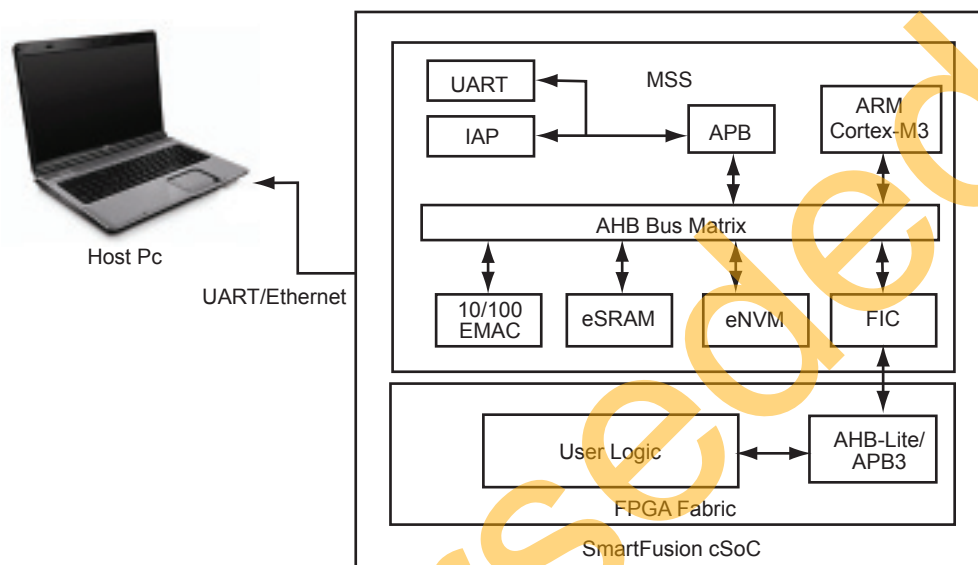 UART
MSS
ARM
Cortex-M3
IAP
APB
AHB Bus Matrix
Host Pc
UART/Ethernet
10/100
EMAC
eSRAM
eNVM
FIC
User Logic
AHB-Lite/
APB3
FPGA Fabric
SmartFusion cSoC